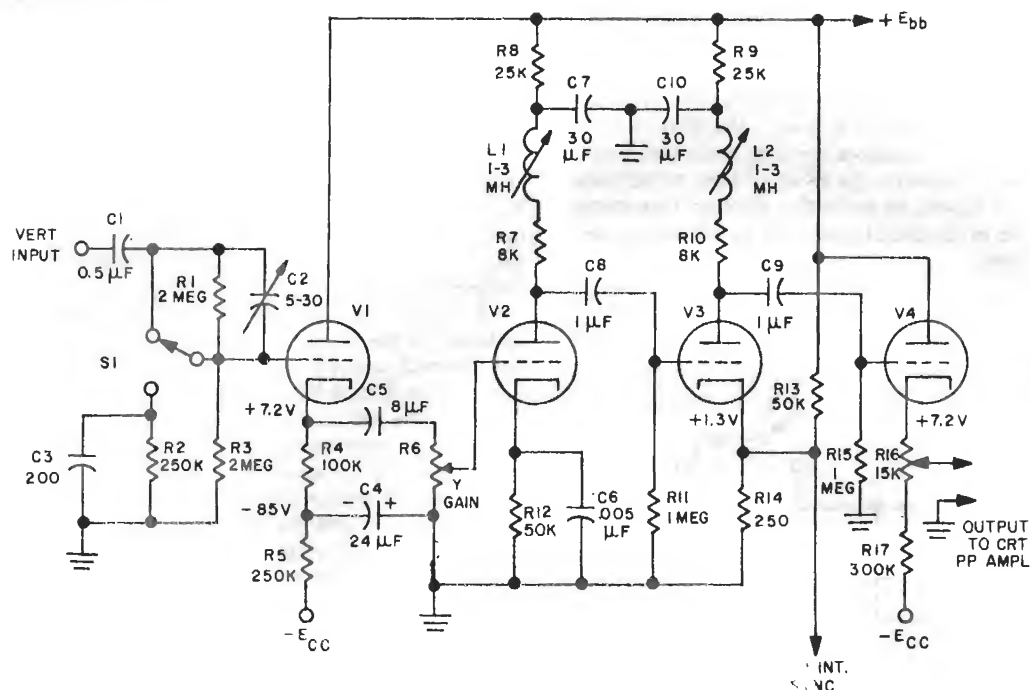 + Ebb
R8
25K
C7
30
µF
C10
30
µF
R9
25K
L1
1-3
MH
L2
1-3
MH
C1
VERT
INPUT
0.5µF
R1
2 MEG
C2
5-30
R7
8K
C8
1µF
R10
8K
C9
1µF
V1
V2
V3
V4
S1
+7.2V
C5
8µF
R6
Y
GAIN
+1.3V
R13
50K
+7.2V
C3
200
R2
250K
R3
2MEG
R4
100K
-85V
C4
- +
24µF
R5
250K
-ECC
R12
50K
C6
.005
µF
R11
1MEG
R14
250
R15
1
MEG
R16
15K
OUTPUT
TO CRT
PP AMPL
R17
300K
-ECC
INT.